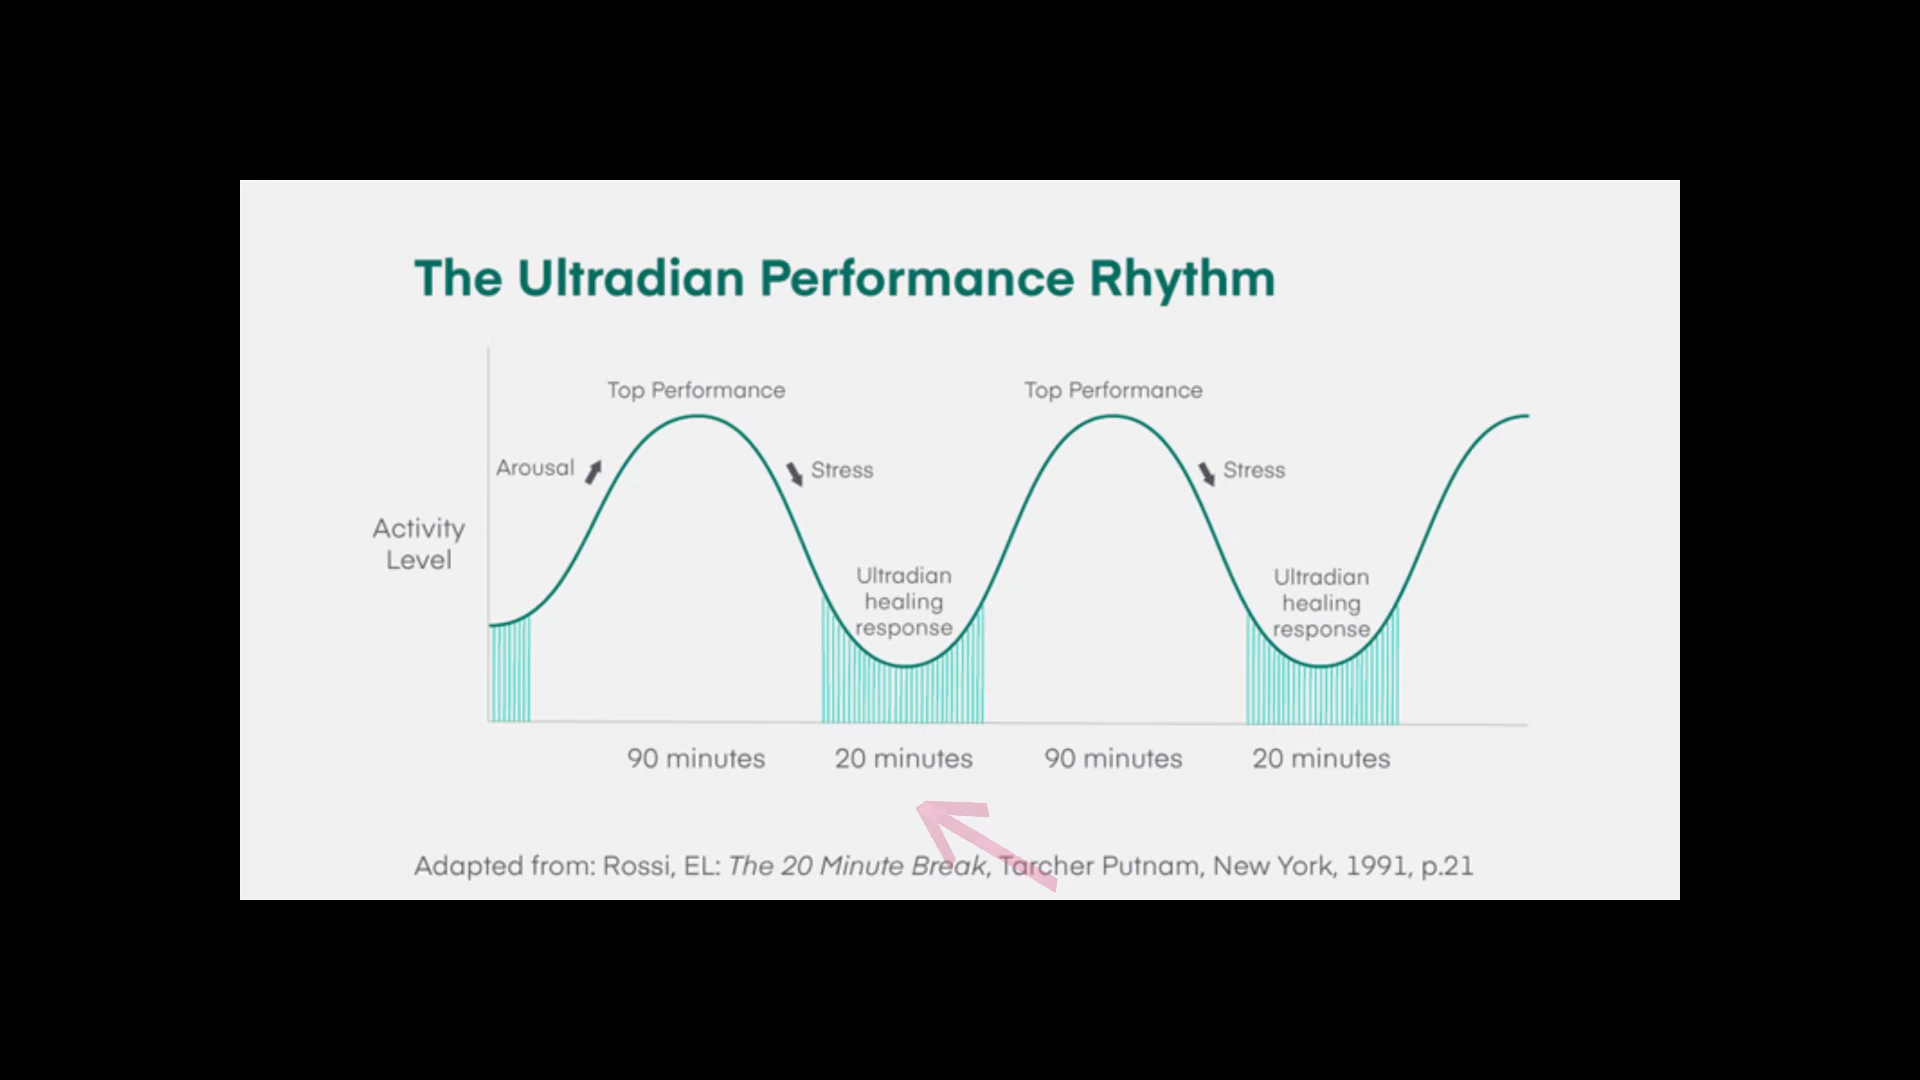 The Ultradian Performance Rhythm
Top Performance
Top Performance
Arousal
Stress
Stress
Activity
Level
Ultradian
healing
response
Ultradian
healing
response
90 minutes
20 minutes
90 minutes
20 minutes
Adapted from: Rossi, EL: The 20 Minute Break, Tarcher Putnam, New York, 1991, p.21